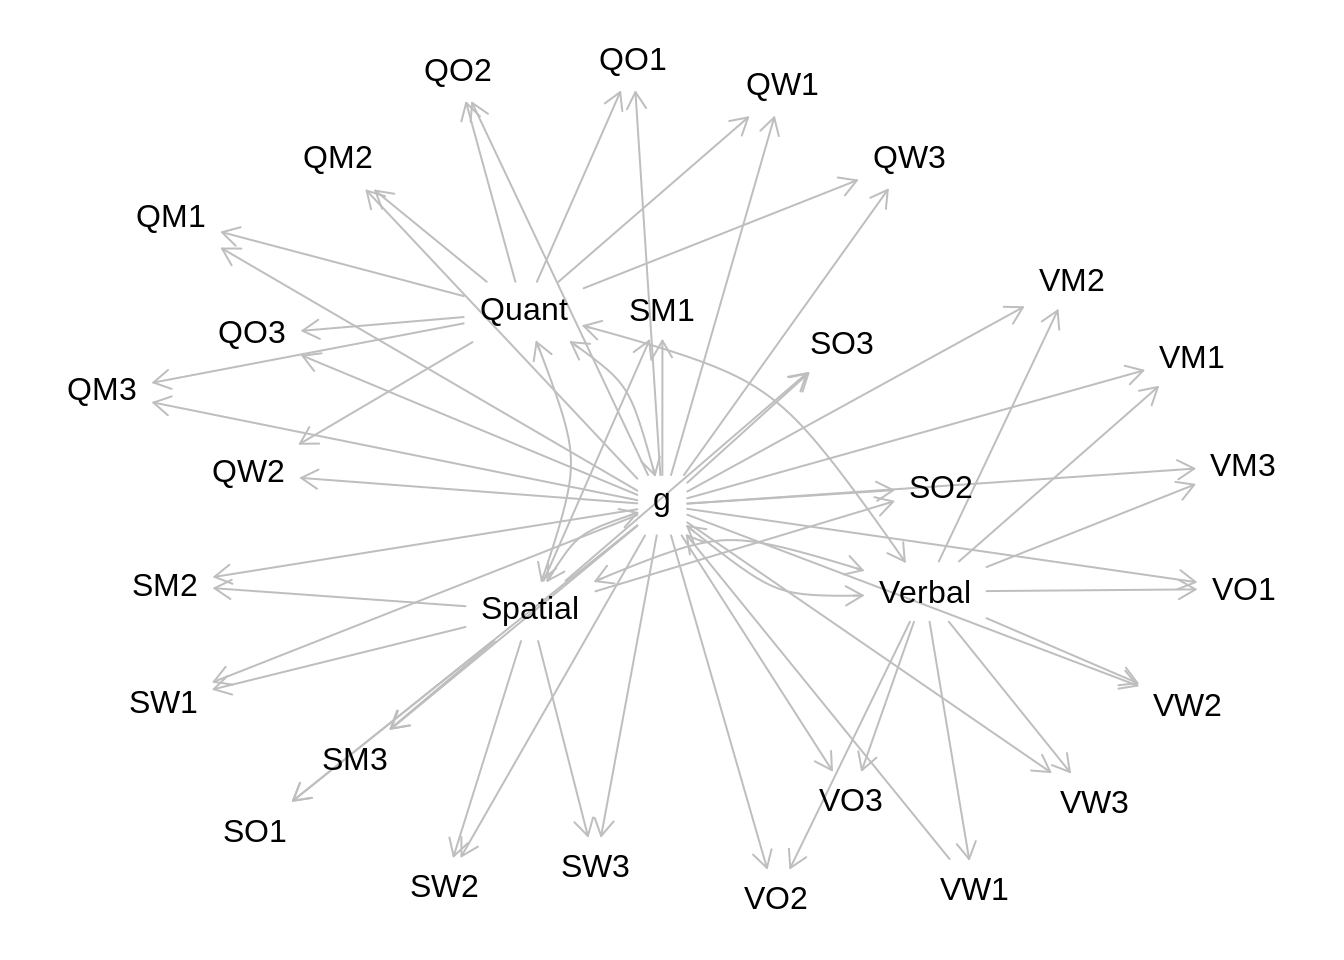 QO1
QO2
QW1
QM2
QW3
QM1
VM2
Quant
SM1
QO3
SO3
VM1
QM3
VM3
QW2
SO2
g
SM2
VO1
Verbal
Spatial
SW1
VW2
SM3
VO3
VW3
SO1
SW3
SW2
VW1
VO2